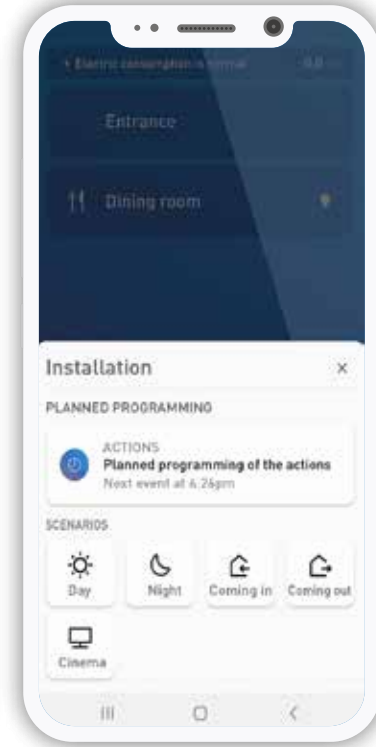 Electric consumption is normal
Entrance
Dining room
Installation
PLANNED PROGRAMMING
ACTIONS
Planned programming of the actions
Next event at 6.26pm
SCENARIOS
Day Night Coming in Coming out
Cinema